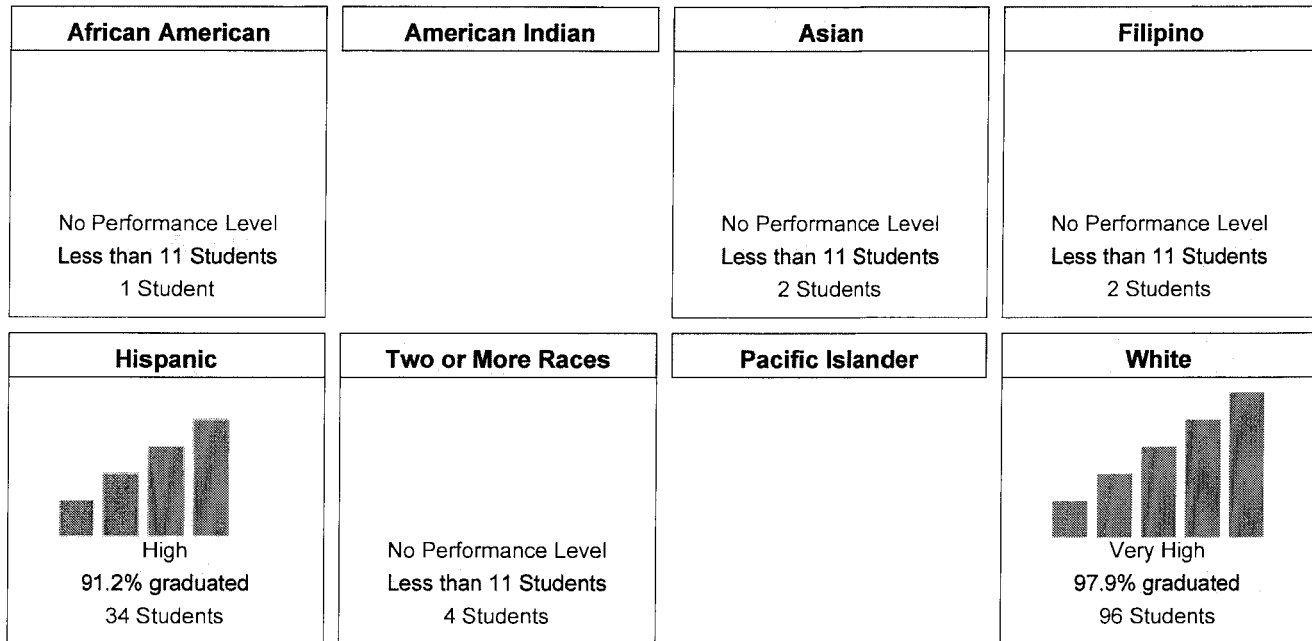 African American
No Performance Level
Less than 11 Students
1 Student
American Indian
Asian
No Performance Level
Less than 11 Students
2 Students
Filipino
No Performance Level
Less than 11 Students
2 Students
Hispanic
High
91.2% graduated
34 Students
Two or More Races
No Performance Level
Less than 11 Students
4 Students
Pacific Islander
White
Very High
97.9% graduated
96 Students